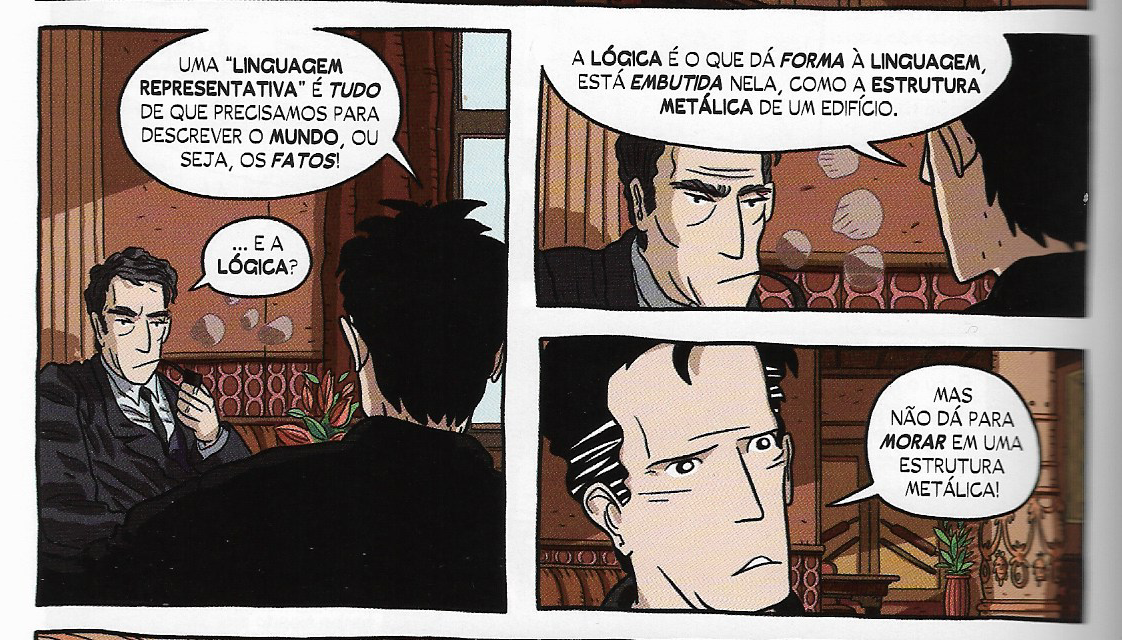 UMA "LINGUAGEM
REPRESENTATIVA" É TUDO
DE QUE PRECISAMOS PARA
DESCREVER O MUNDO, OU
SEJA, OS FATOS!
... E A
LÓGICA?
A LÓGICA É O QUE DÁ FORMA À LINGUAGEM,
ESTÁ EMBUTIDA NELA, COMO A ESTRUTURA
METÁLICA DE UM EDIFÍCIO.
MAS
NÃO DÁ PARA
MORAR EM UMA
ESTRUTURA
METÁLICA!